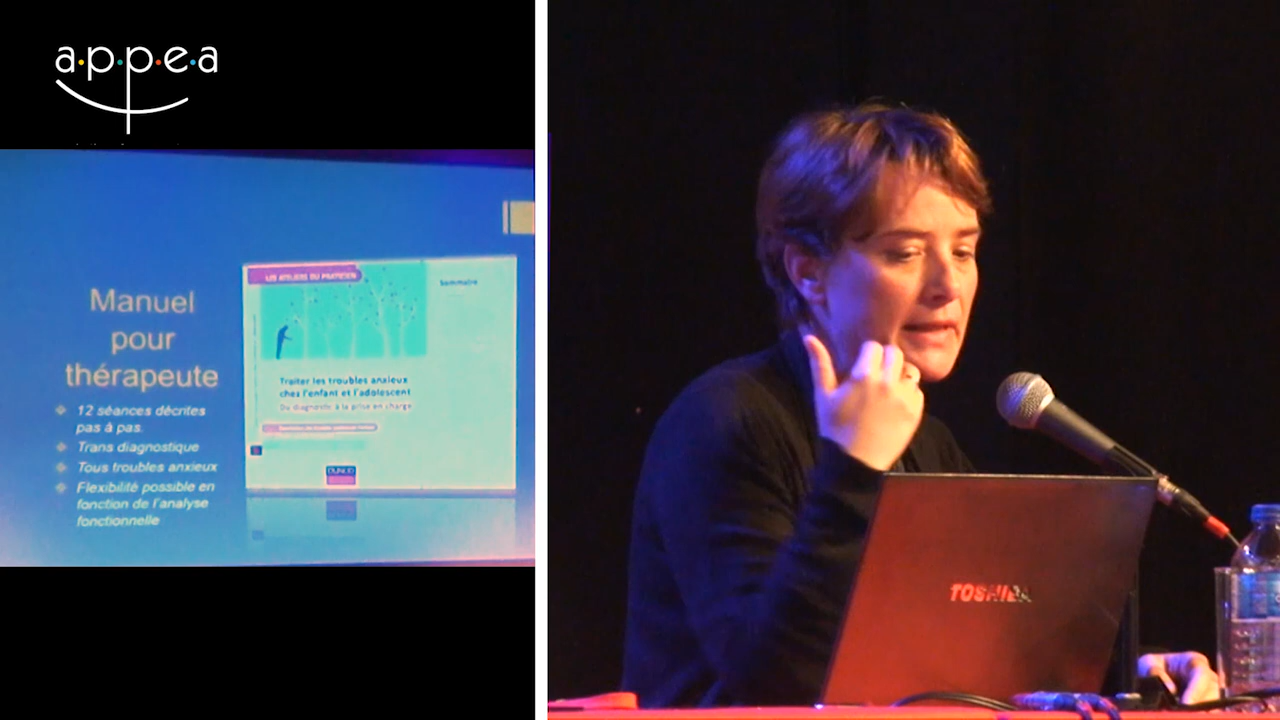 a·p·p·e·a
Manuel
pour
thérapeute
12 séances décrites
pas à pas.
Trans diagnostique
Tous troubles anxieux
Flexibilité possible en
fonction de l'analyse
fonctionnelle
LES ATELIERS DU PRATICIEN
Sommaire
Traiter les troubles anxieux
chez l'enfant et l'adolescent
Du diagnostic à la prise en charge
DUNOD
TOSHIBA